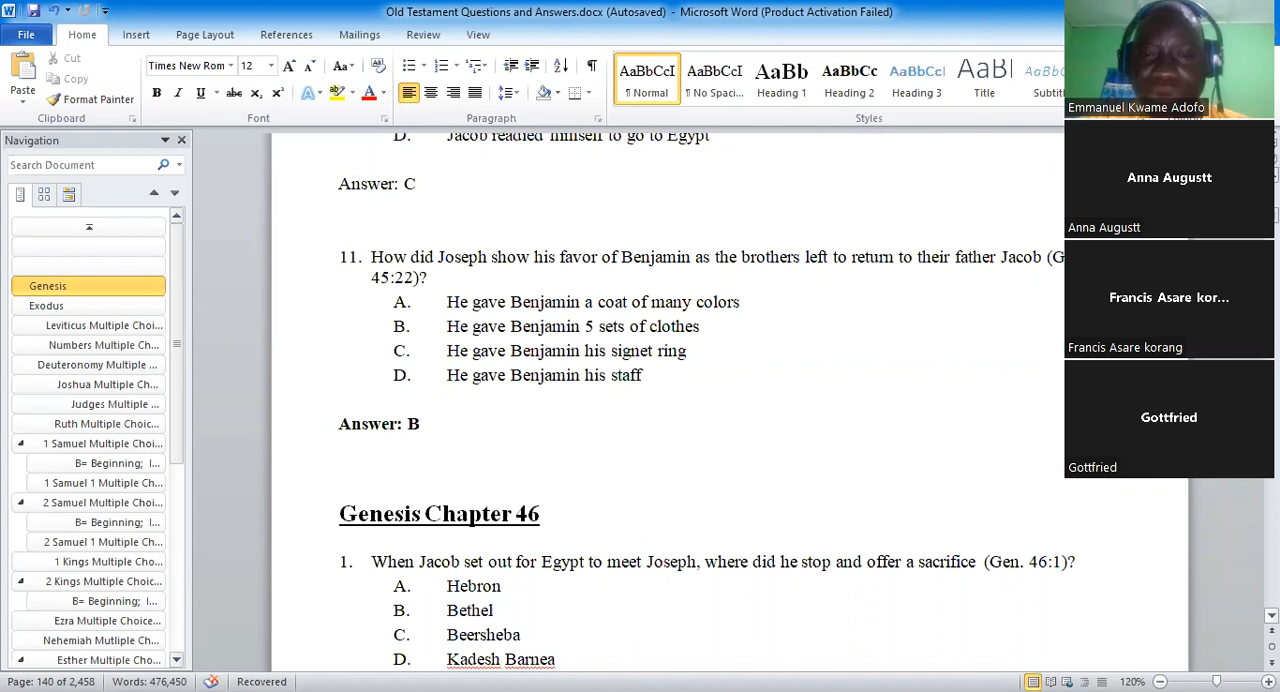 Old Testament Questions and Answers.docx (Autosaved) - Microsoft Word (Product Activation Failed)
File Home Insert Page Layout References Mailings Review View
Paste
Cut
Copy
Format Painter
Clipboard
Times New Rom 12
Font
Paragraph
AaBbCcI AaBbCcI AaBb AaBbCc AaBbCcI AaBl AaBbCc
¶ Normal ¶ No Spaci... Heading 1 Heading 2 Heading 3 Title Subtitl
Styles
Navigation
Search Document
Genesis
Exodus
Leviticus Multiple Choi...
Numbers Multiple Ch...
Deuteronomy Multiple ...
Joshua Multiple Ch...
Judges Multiple ...
Ruth Multiple Choic...
1 Samuel Multiple Choi...
B= Beginning; I...
1 Samuel 1 Multiple Ch...
2 Samuel Multiple Choi...
B= Beginning; I...
2 Samuel 1 Multiple Ch...
1 Kings Multiple Cho...
2 Kings Multiple Choic...
B= Beginning; I...
Ezra Multiple Choice...
Nehemiah Mutliple Ch...
Esther Multiple Cho...
D. Jacob readied himself to go to Egypt
Answer: C
11. How did Joseph show his favor of Benjamin as the brothers left to return to their father Jacob (G
45:22)?
A. He gave Benjamin a coat of many colors
B. He gave Benjamin 5 sets of clothes
C. He gave Benjamin his signet ring
D. He gave Benjamin his staff
Answer: B
Genesis Chapter 46
1. When Jacob set out for Egypt to meet Joseph, where did he stop and offer a sacrifice (Gen. 46:1)?
A. Hebron
B. Bethel
C. Beersheba
D. Kadesh Barnea
Emmanuel Kwame Adofo
Anna Augustt
Anna Augustt
Francis Asare kor...
Francis Asare korang
Gottfried
Gottfried
Page: 140 of 2,458 Words: 476,450 Recovered 120%